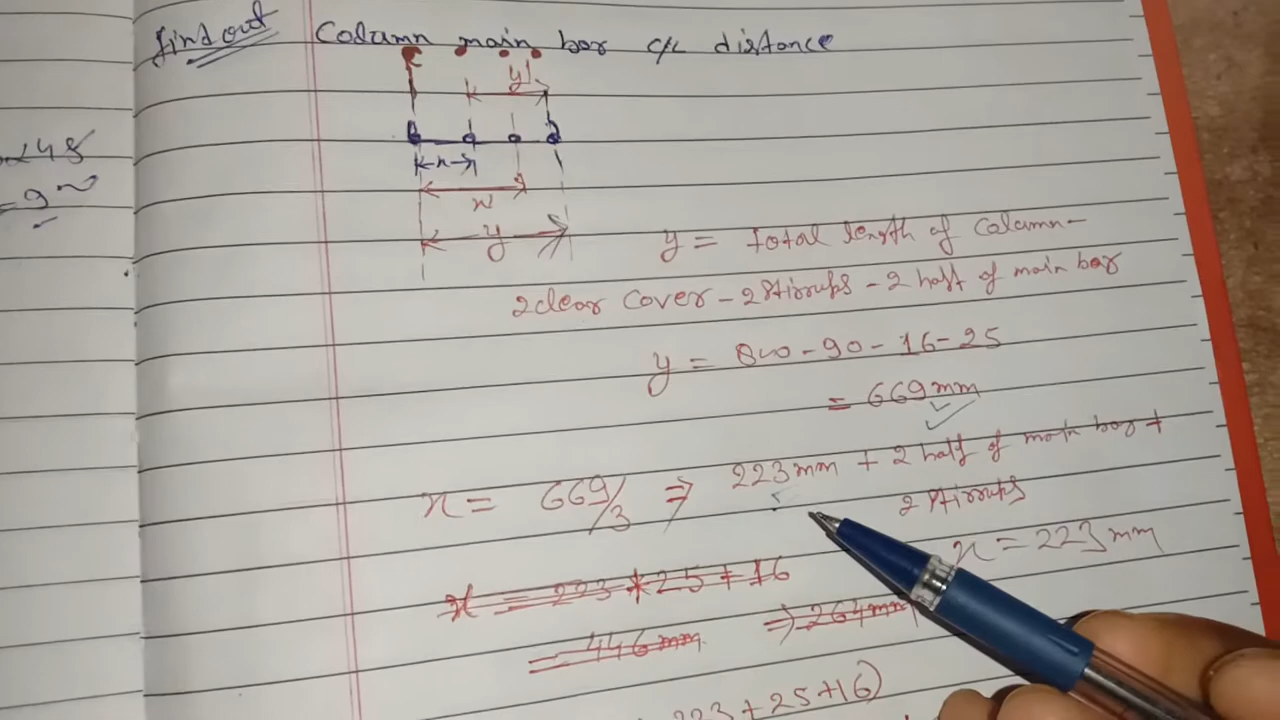 find out Column main bar c/c distance
y'
x48
= 9
x
x'
y
y = total length of Column -
2 clear cover - 2 stirrups - 2 half of main bar
y = 800 - 90 - 16 - 25
= 669 mm
x = 669/3 ⇒ 223 mm + 2 half of main bar +
2 stirrups
x = 223 mm
x = 223 + 25 + 16
= 446 mm ⇒ 264 mm
223 + 25 + 16)